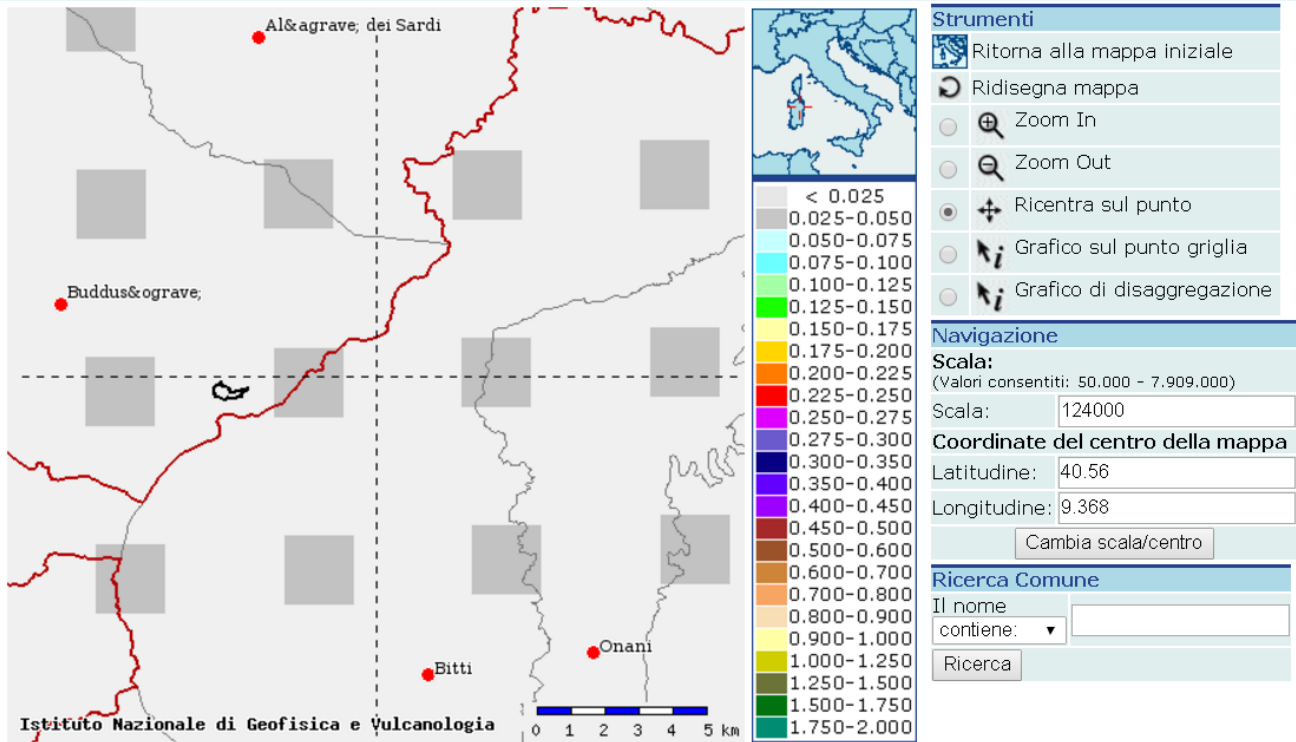 Al&agrave; dei Sardi
Buddus&ograve;
Onani
Bitti
Istituto Nazionale di Geofisica e Vulcanologia
0 1 2 3 4 5 km
< 0.025
0.025-0.050
0.050-0.075
0.075-0.100
0.100-0.125
0.125-0.150
0.150-0.175
0.175-0.200
0.200-0.225
0.225-0.250
0.250-0.275
0.275-0.300
0.300-0.350
0.350-0.400
0.400-0.450
0.450-0.500
0.500-0.600
0.600-0.700
0.700-0.800
0.800-0.900
0.900-1.000
1.000-1.250
1.250-1.500
1.500-1.750
1.750-2.000
Strumenti
Ritorna alla mappa iniziale
Ridisegna mappa
Zoom In
Zoom Out
Ricentra sul punto
Grafico sul punto griglia
Grafico di disaggregazione
Navigazione
Scala:
(Valori consentiti: 50.000 - 7.909.000)
Scala: 124000
Coordinate del centro della mappa
Latitudine: 40.56
Longitudine: 9.368
Cambia scala/centro
Ricerca Comune
Il nome
contiene:
Ricerca